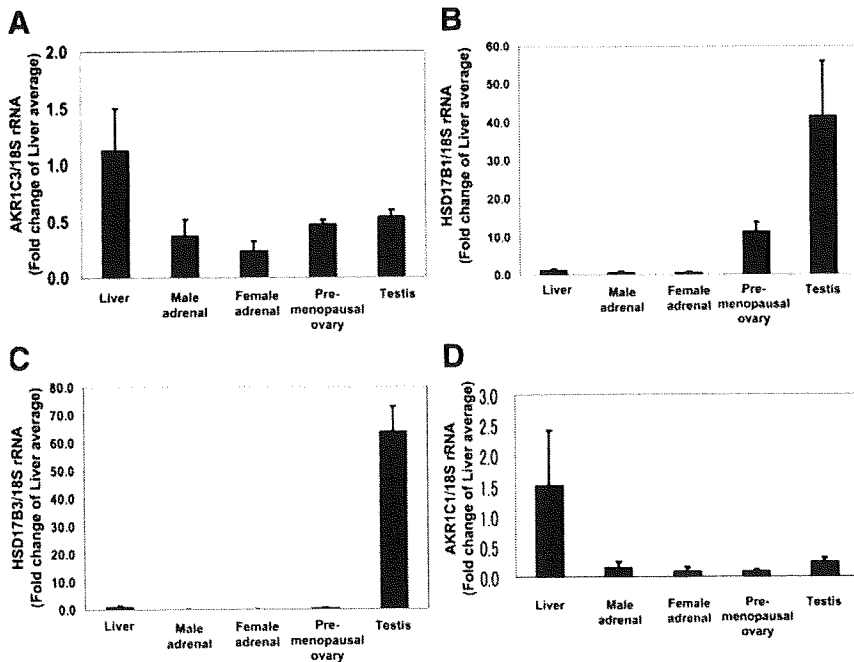 A
AKR1C3/18S rRNA
(Fold change of Liver average)
2.0
1.5
1.0
0.5
0.0
Liver
Male
adrenal
Female
adrenal
Pre-
menopausal
ovary
Testis
B
HSD17B1/18S rRNA
(Fold change of Liver average)
60.0
50.0
40.0
30.0
20.0
10.0
0.0
Liver
Male
adrenal
Female
adrenal
Pre-
menopausal
ovary
Testis
C
HSD17B3/18S rRNA
(Fold change of Liver average)
80.0
70.0
60.0
50.0
40.0
30.0
20.0
10.0
0.0
Liver
Male
adrenal
Female
adrenal
Pre-
menopausal
ovary
Testis
D
AKR1C1/18S rRNA
(Fold change of Liver average)
3.0
2.5
2.0
1.5
1.0
0.5
0.0
Liver
Male
adrenal
Female
adrenal
Pre-
menopausal
ovary
Testis